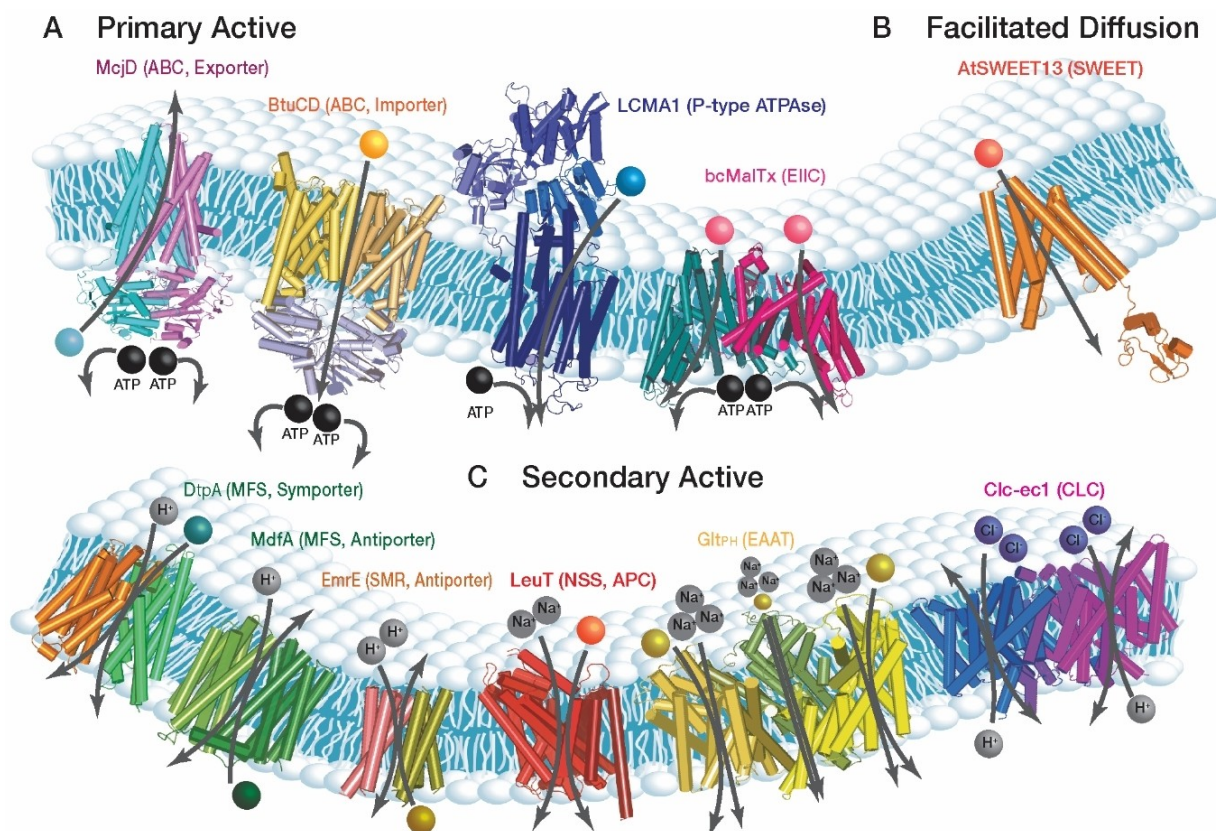 A Primary Active
B Facilitated Diffusion
McjD (ABC, Exporter)
AtSWEET13 (SWEET)
BtuCD (ABC, Importer)
LCMA1 (P-type ATPAse)
bcMalTx (EIIC)
ATP ATP
ATP
ATP
ATP
ATP ATP
C Secondary Active
DtpA (MFS, Symporter)
Clc-ec1 (CLC)
H⁺
MdfA (MFS, Antiporter)
GltPH (EAAT)
Cl⁻
Cl⁻
Cl⁻
Cl⁻
H⁺
EmrE (SMR, Antiporter)
LeuT (NSS, APC)
Na⁺
Na⁺
Na⁺
Na⁺
Na⁺
Na⁺
Na⁺
Na⁺
Na⁺
Na⁺
Na⁺
H⁺
H⁺
H⁺
H⁺